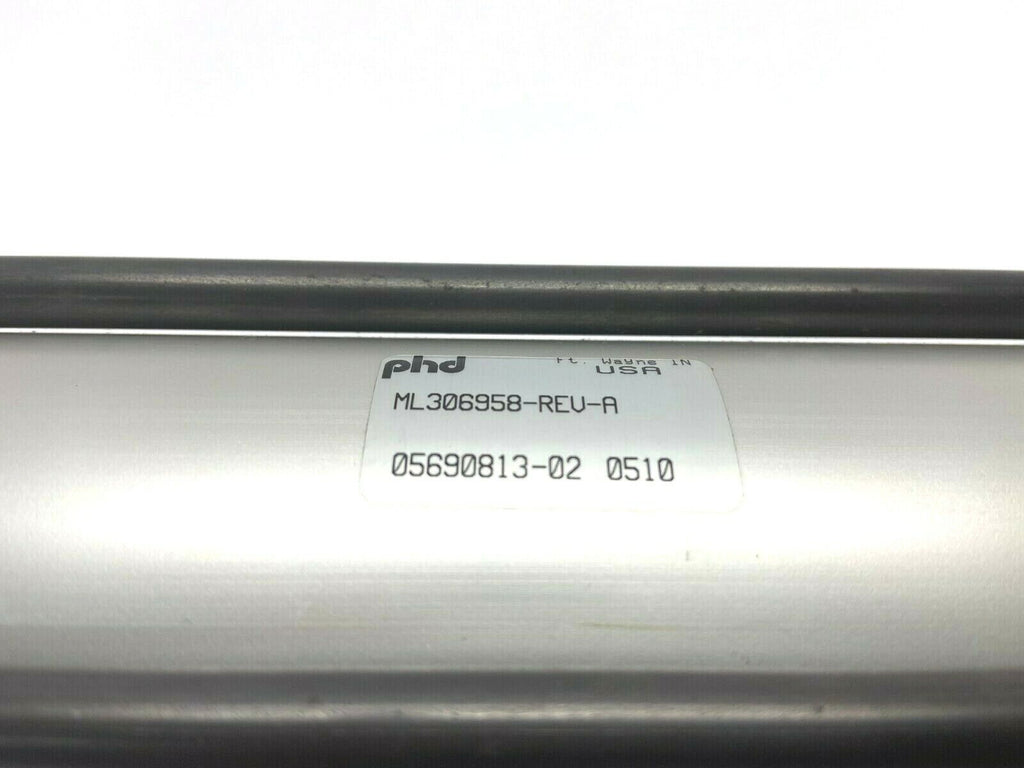 phd Ft. Wayne IN
USA
ML306958-REV-A
05690813-02 0510